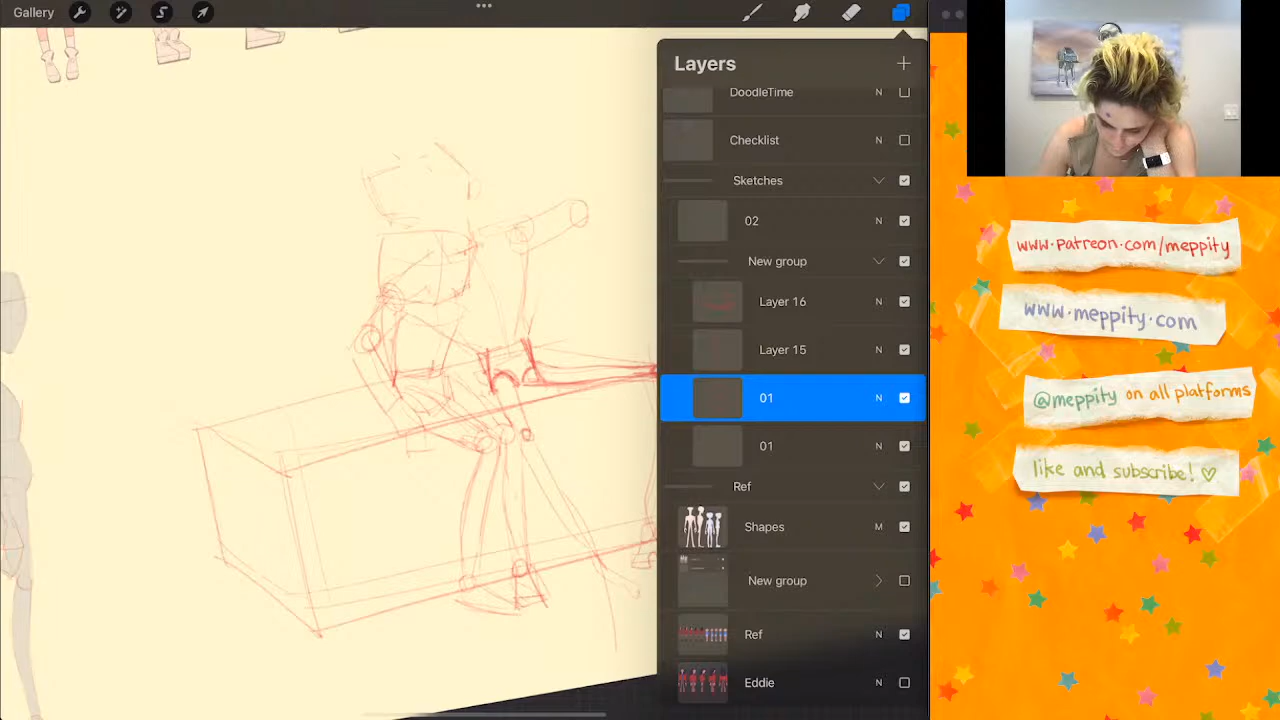 Gallery
Layers
DoodleTime N
Checklist N
Sketches
02 N
New group
Layer 16 N
Layer 15 N
01 N
01 N
Ref
Shapes M
New group
Ref N
Eddie N
www.patreon.com/meppity
www.meppity.com
@meppity on all platforms
like and subscribe!